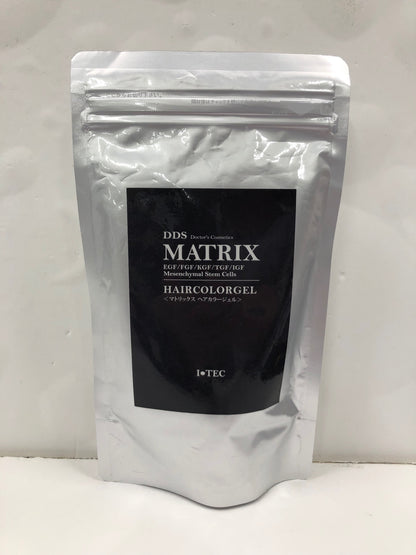 DDS Doctor's Cosmetics
MATRIX
EGF/FGF/KGF/TGF/IGF
Mesenchymal Stem Cells
HAIRCOLORGEL
＜マトリックス ヘアカラージェル＞
I●TEC